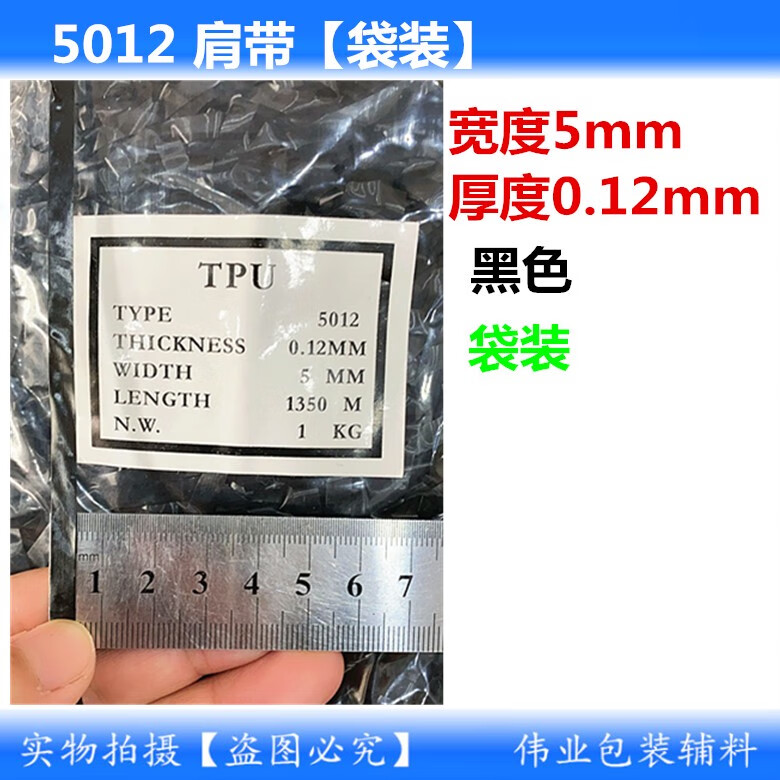 5012 肩带【袋装】
宽度5mm
厚度0.12mm
黑色
袋装
TPU
TYPE 5012
THICKNESS 0.12MM
WIDTH 5 MM
LENGTH 1350 M
N.W. 1 KG
mm
1 2 3 4 5 6 7
实物拍摄【盗图必究】 伟业包装辅料